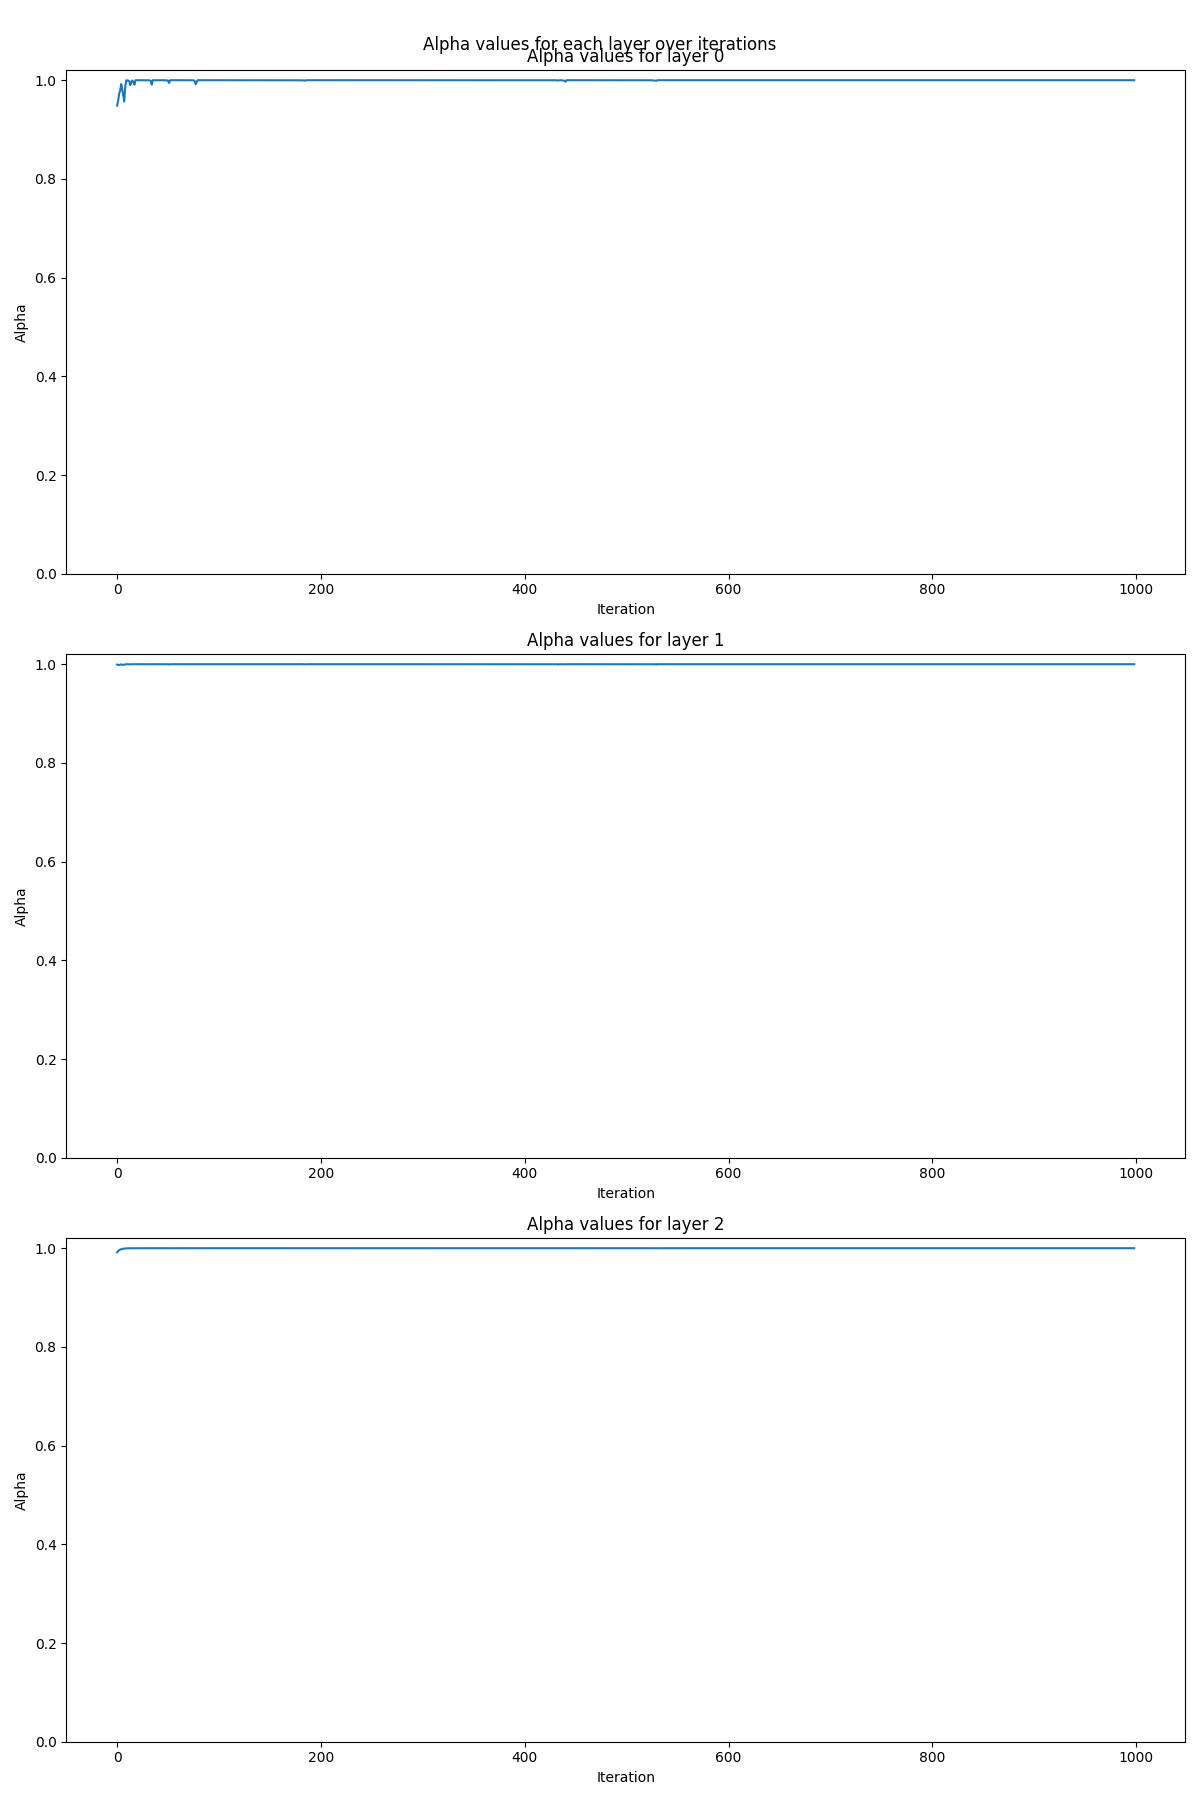 Alpha values for each layer over iterations
Alpha values for layer 0
1.0
0.8
0.6
0.4
0.2
0.0
Alpha
0 200 400 600 800 1000
Iteration
Alpha values for layer 1
1.0
0.8
0.6
0.4
0.2
0.0
Alpha
0 200 400 600 800 1000
Iteration
Alpha values for layer 2
1.0
0.8
0.6
0.4
0.2
0.0
Alpha
0 200 400 600 800 1000
Iteration